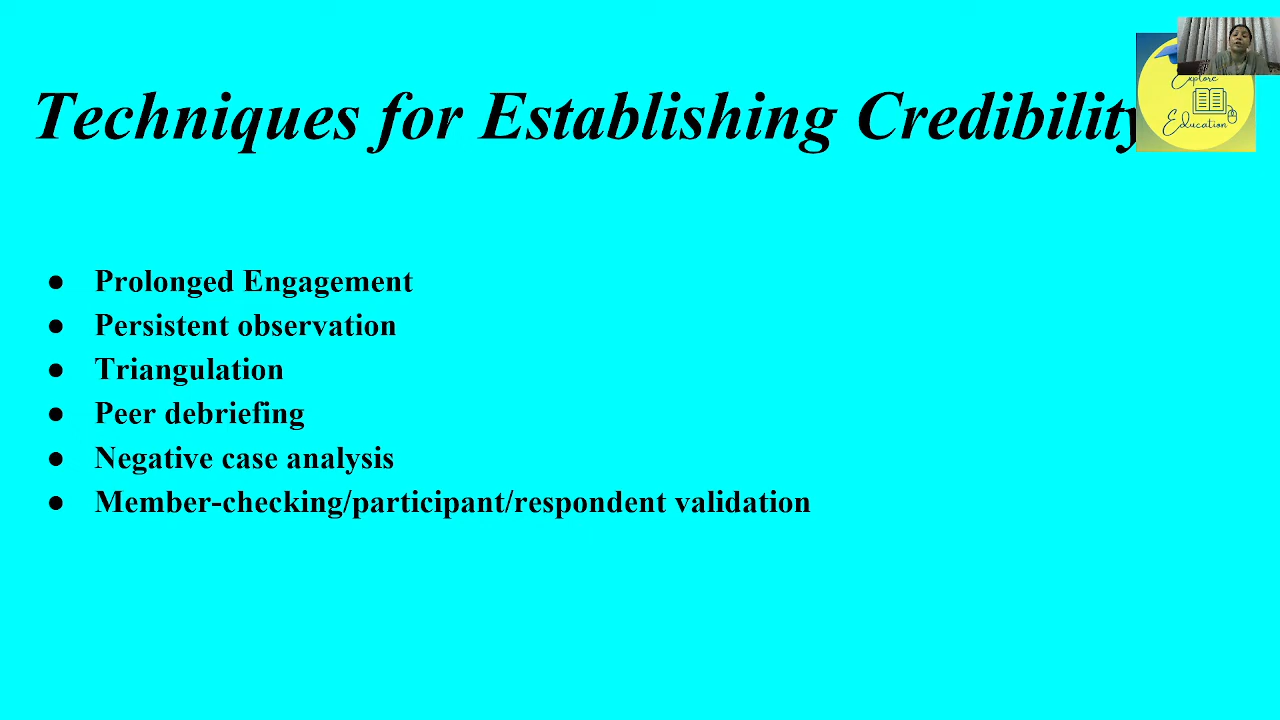 Techniques for Establishing Credibility
Explore
Education
● Prolonged Engagement
● Persistent observation
● Triangulation
● Peer debriefing
● Negative case analysis
● Member-checking/participant/respondent validation